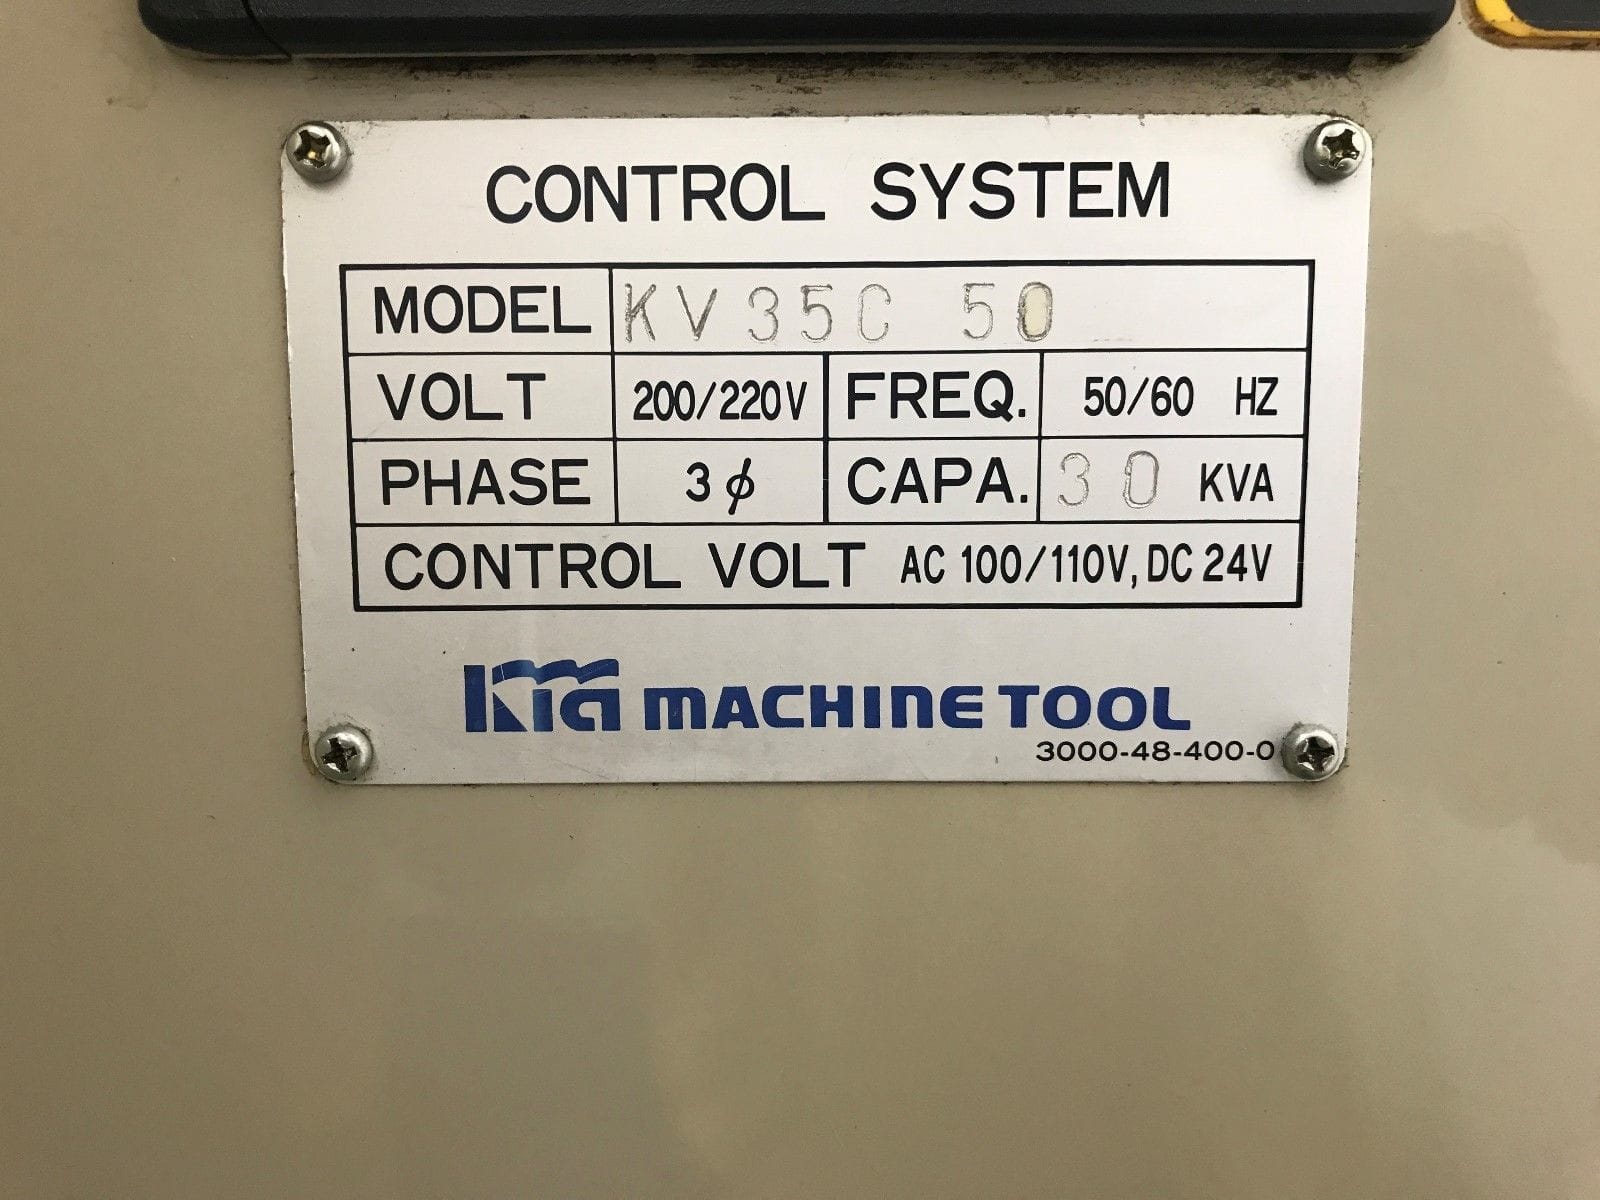 CONTROL SYSTEM
MODEL KV35C 50
VOLT 200/220V FREQ. 50/60 HZ
PHASE 3ϕ CAPA. 30 KVA
CONTROL VOLT AC 100/110V, DC 24V
Kia MACHINE TOOL
3000-48-400-0